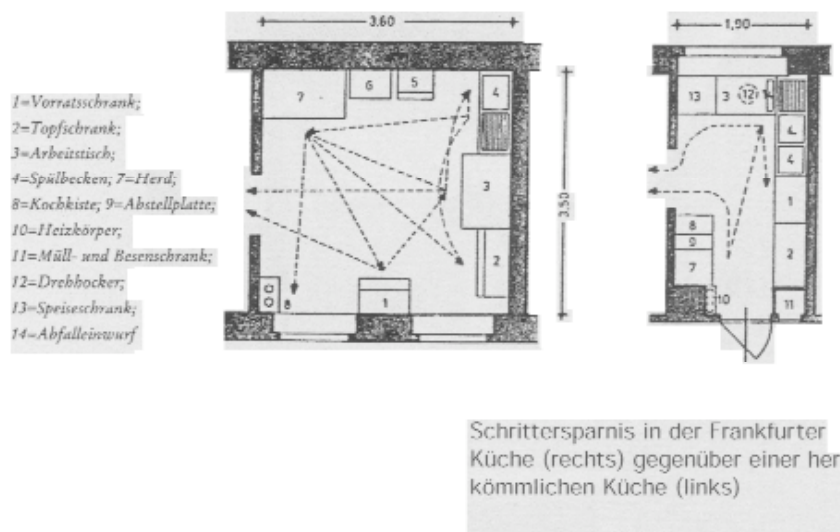 3.60
1,90
3.50
1=Vorratsschrank;
2=Topfschrank;
3=Arbeitstisch;
4=Spülbecken; 7=Herd;
8=Kochkiste; 9=Abstellplatte;
10=Heizkörper;
11=Müll- und Besenschrank;
12=Drehhocker;
13=Speiseschrank;
14=Abfalleinwurf
7
6
5
4
3
2
1
8
13
3
12
4
4
1
2
8
9
7
10
11
Schrittersparnis in der Frankfurter
Küche (rechts) gegenüber einer her
kömmlichen Küche (links)